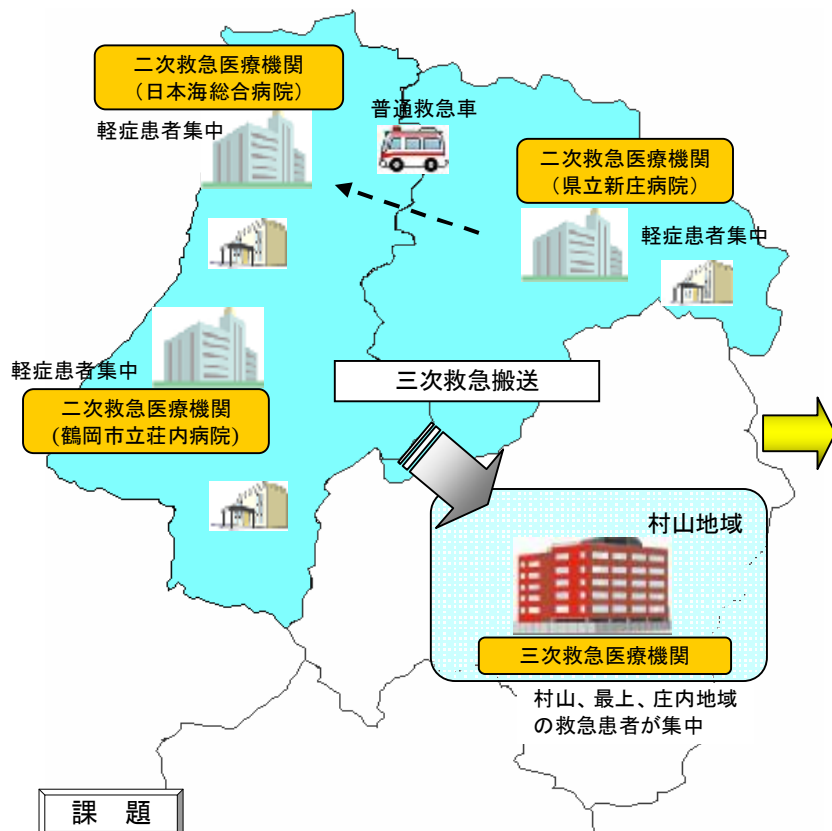 二次救急医療機関
（日本海総合病院）
軽症患者集中
普通救急車
二次救急医療機関
（県立新庄病院）
軽症患者集中
軽症患者集中
二次救急医療機関
(鶴岡市立荘内病院)
三次救急搬送
村山地域
三次救急医療機関
村山、最上、庄内地域
の救急患者が集中
課　題